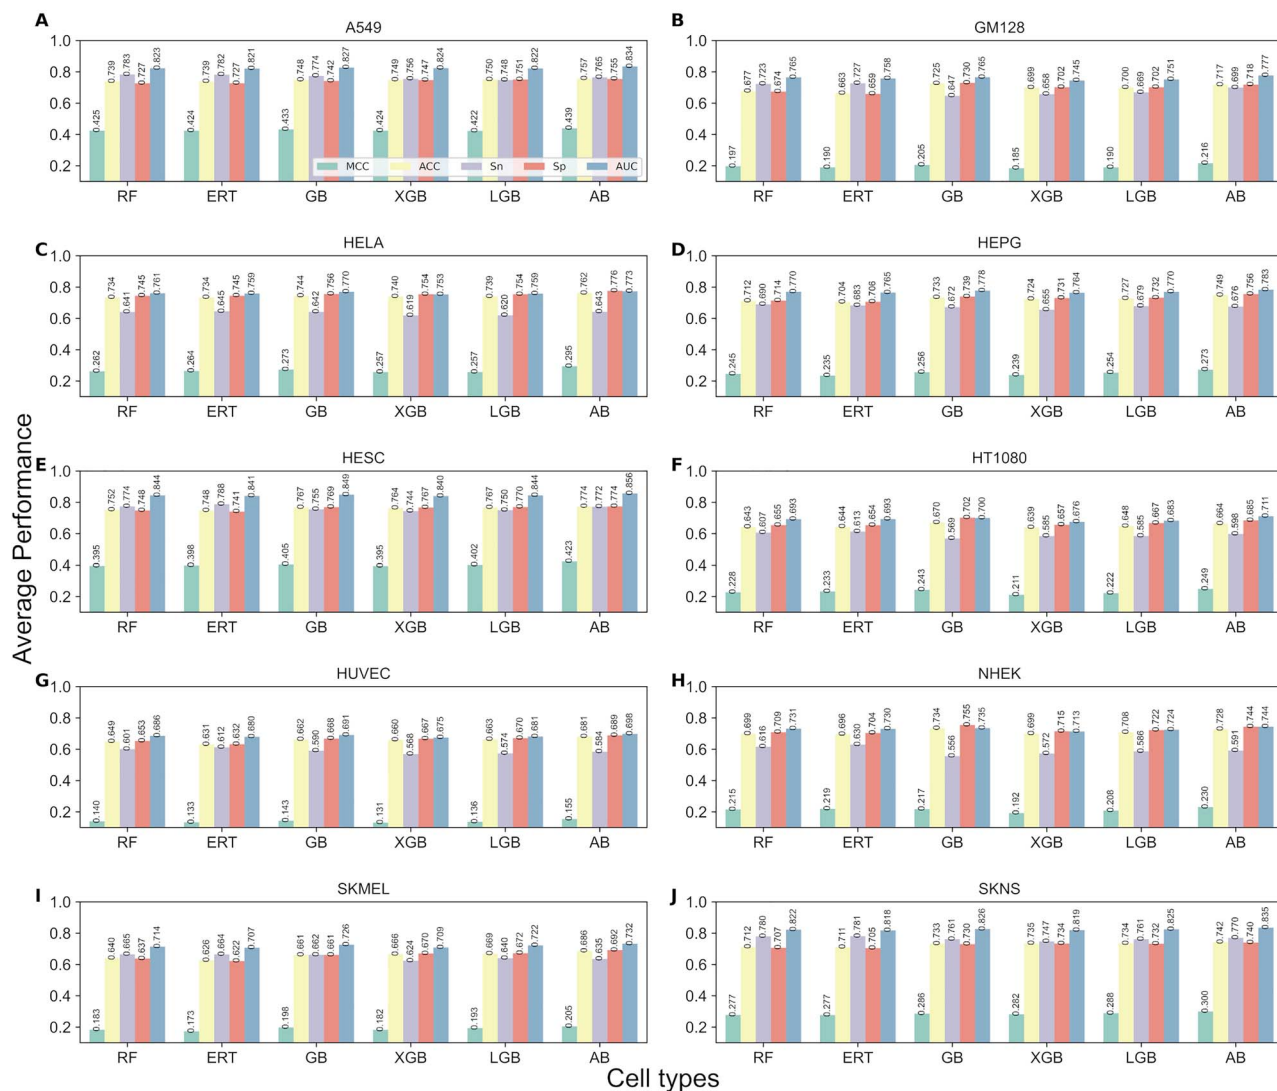 A
A549
1.0
0.8
0.6
0.4
0.2
0.425 0.739 0.783 0.727 0.823
0.424 0.739 0.782 0.727 0.821
0.433 0.748 0.774 0.742 0.827
0.424 0.749 0.756 0.747 0.824
0.422 0.750 0.748 0.751 0.822
0.439 0.757 0.765 0.755 0.834
MCC ACC Sn Sp AUC
RF ERT GB XGB LGB AB
B
GM128
1.0
0.8
0.6
0.4
0.2
0.197 0.677 0.723 0.674 0.765
0.190 0.663 0.727 0.659 0.758
0.205 0.725 0.647 0.730 0.765
0.185 0.699 0.658 0.702 0.745
0.190 0.700 0.669 0.702 0.751
0.216 0.717 0.699 0.718 0.777
RF ERT GB XGB LGB AB
C
HELA
1.0
0.8
0.6
0.4
0.2
0.262 0.734 0.641 0.745 0.761
0.264 0.734 0.645 0.745 0.759
0.273 0.744 0.642 0.756 0.770
0.257 0.740 0.619 0.754 0.753
0.257 0.739 0.620 0.754 0.759
0.295 0.762 0.643 0.776 0.773
RF ERT GB XGB LGB AB
D
HEPG
1.0
0.8
0.6
0.4
0.2
0.245 0.712 0.690 0.714 0.770
0.235 0.704 0.683 0.706 0.765
0.256 0.733 0.672 0.739 0.778
0.239 0.724 0.655 0.731 0.764
0.254 0.727 0.679 0.732 0.770
0.273 0.749 0.676 0.756 0.783
RF ERT GB XGB LGB AB
Average Performance
E
HESC
1.0
0.8
0.6
0.4
0.2
0.395 0.752 0.774 0.748 0.844
0.398 0.748 0.788 0.741 0.841
0.405 0.767 0.755 0.769 0.849
0.395 0.764 0.744 0.767 0.840
0.402 0.767 0.750 0.770 0.844
0.423 0.774 0.772 0.774 0.856
RF ERT GB XGB LGB AB
F
HT1080
1.0
0.8
0.6
0.4
0.2
0.228 0.643 0.607 0.655 0.693
0.233 0.644 0.613 0.654 0.693
0.243 0.670 0.569 0.702 0.700
0.211 0.639 0.585 0.657 0.676
0.222 0.648 0.585 0.667 0.683
0.249 0.664 0.598 0.685 0.711
RF ERT GB XGB LGB AB
G
HUVEC
1.0
0.8
0.6
0.4
0.2
0.140 0.649 0.601 0.653 0.686
0.133 0.631 0.612 0.632 0.680
0.143 0.662 0.590 0.668 0.691
0.131 0.660 0.568 0.667 0.675
0.136 0.663 0.574 0.670 0.681
0.155 0.681 0.584 0.689 0.698
RF ERT GB XGB LGB AB
H
NHEK
1.0
0.8
0.6
0.4
0.2
0.215 0.699 0.616 0.709 0.731
0.219 0.696 0.630 0.704 0.730
0.217 0.734 0.556 0.755 0.735
0.192 0.699 0.572 0.715 0.713
0.208 0.708 0.586 0.722 0.724
0.230 0.728 0.591 0.744 0.744
RF ERT GB XGB LGB AB
I
SKMEL
1.0
0.8
0.6
0.4
0.2
0.183 0.640 0.665 0.637 0.714
0.173 0.626 0.664 0.622 0.707
0.198 0.661 0.662 0.661 0.726
0.182 0.666 0.624 0.670 0.709
0.193 0.669 0.640 0.672 0.722
0.205 0.686 0.635 0.692 0.732
RF ERT GB XGB LGB AB
J
SKNS
1.0
0.8
0.6
0.4
0.2
0.277 0.712 0.780 0.707 0.822
0.277 0.711 0.781 0.705 0.818
0.286 0.733 0.761 0.730 0.826
0.282 0.735 0.747 0.734 0.819
0.288 0.734 0.761 0.732 0.825
0.300 0.742 0.770 0.740 0.835
RF ERT GB XGB LGB AB
Cell types